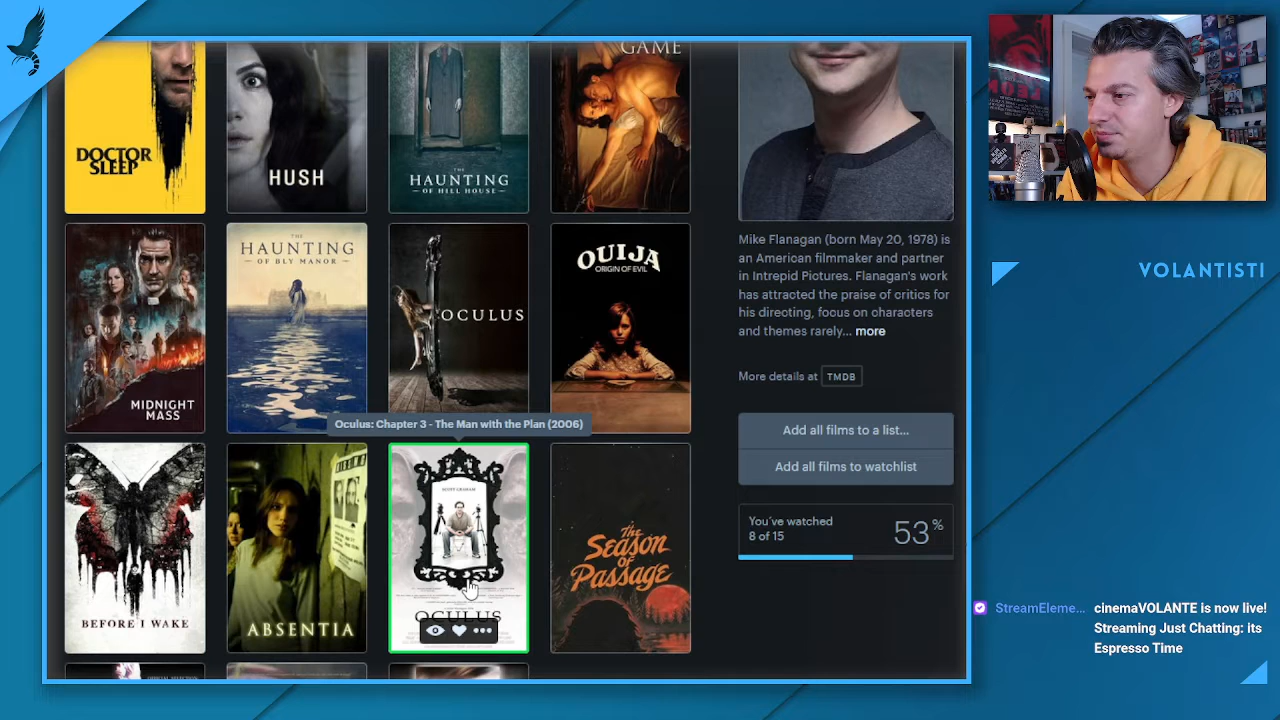 DOCTOR
SLEEP
HUSH
THE
HAUNTING
OF HILL HOUSE
GAME
MIDNIGHT
MASS
THE
HAUNTING
OF BLY MANOR
OCULUS
OUIJA
ORIGIN OF EVIL
Oculus: Chapter 3 - The Man with the Plan (2006)
BEFORE I WAKE
ABSENTIA
MISSING
SCOTT GRAHAM
OCULUS
The
Season
of
Passage
Mike Flanagan (born May 20, 1978) is
an American filmmaker and partner
in Intrepid Pictures. Flanagan's work
has attracted the praise of critics for
his directing, focus on characters
and themes rarely... more
More details at TMDB
Add all films to a list...
Add all films to watchlist
You've watched
8 of 15
53%
VOLANTISTI
StreamEleme... cinemaVOLANTE is now live!
Streaming Just Chatting: its
Espresso Time